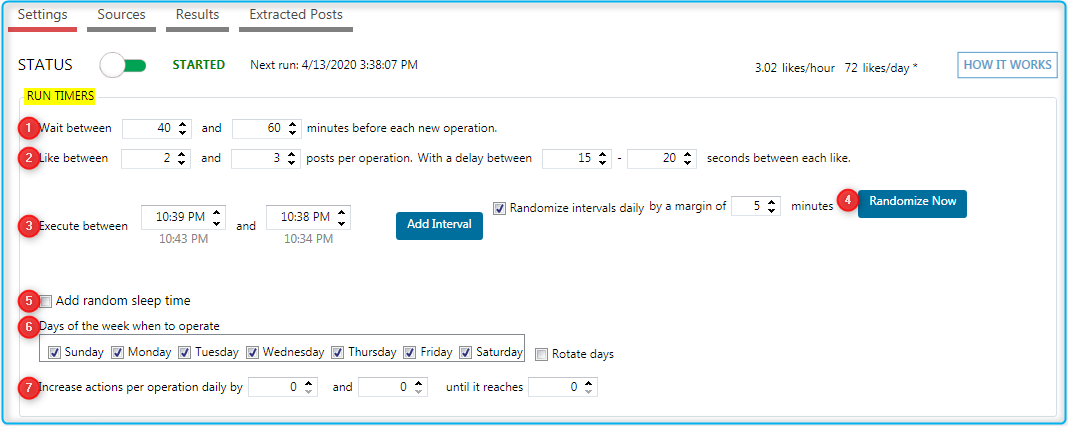 Settings Sources Results Extracted Posts
STATUS STARTED Next run: 4/13/2020 3:38:07 PM 3.02 likes/hour 72 likes/day * HOW IT WORKS
RUN TIMERS
1 Wait between 40 and 60 minutes before each new operation.
2 Like between 2 and 3 posts per operation. With a delay between 15 - 20 seconds between each like.
Randomize intervals daily by a margin of 5 minutes 4 Randomize Now
3 Execute between 10:39 PM and 10:38 PM Add Interval
10:43 PM 10:34 PM
5 Add random sleep time
6 Days of the week when to operate
Sunday Monday Tuesday Wednesday Thursday Friday Saturday Rotate days
7 Increase actions per operation daily by 0 and 0 until it reaches 0